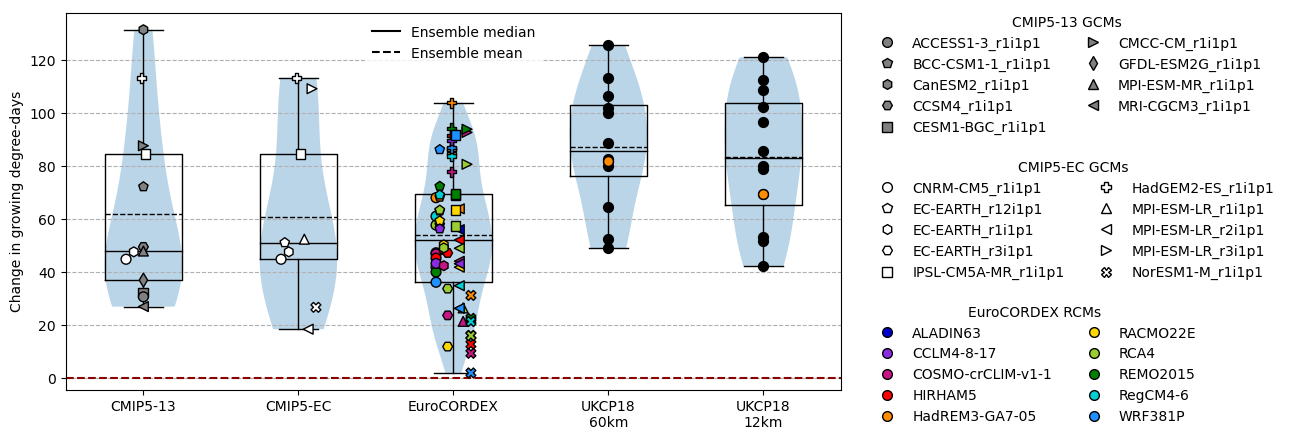 Change in growing degree-days
120
100
80
60
40
20
0
Ensemble median
Ensemble mean
CMIP5-13
CMIP5-EC
EuroCORDEX
UKCP18
60km
UKCP18
12km
CMIP5-13 GCMs
ACCESS1-3_r1i1p1
BCC-CSM1-1_r1i1p1
CanESM2_r1i1p1
CCSM4_r1i1p1
CESM1-BGC_r1i1p1
CMCC-CM_r1i1p1
GFDL-ESM2G_r1i1p1
MPI-ESM-MR_r1i1p1
MRI-CGCM3_r1i1p1
CMIP5-EC GCMs
CNRM-CM5_r1i1p1
EC-EARTH_r12i1p1
EC-EARTH_r1i1p1
EC-EARTH_r3i1p1
IPSL-CM5A-MR_r1i1p1
HadGEM2-ES_r1i1p1
MPI-ESM-LR_r1i1p1
MPI-ESM-LR_r2i1p1
MPI-ESM-LR_r3i1p1
NorESM1-M_r1i1p1
EuroCORDEX RCMs
ALADIN63
CCLM4-8-17
COSMO-crCLIM-v1-1
HIRHAM5
HadREM3-GA7-05
RACMO22E
RCA4
REMO2015
RegCM4-6
WRF381P